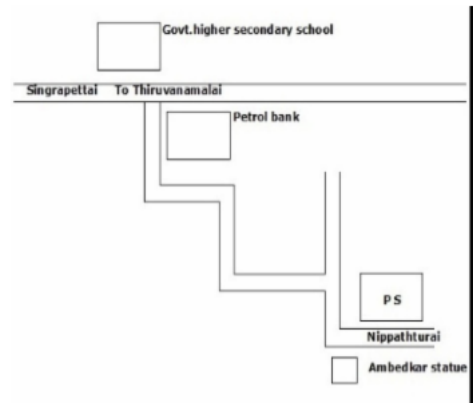 Govt.higher secondary school
Singrapettai To Thiruvanamalai
Petrol bank
PS
Nippathturai
Ambedkar statue